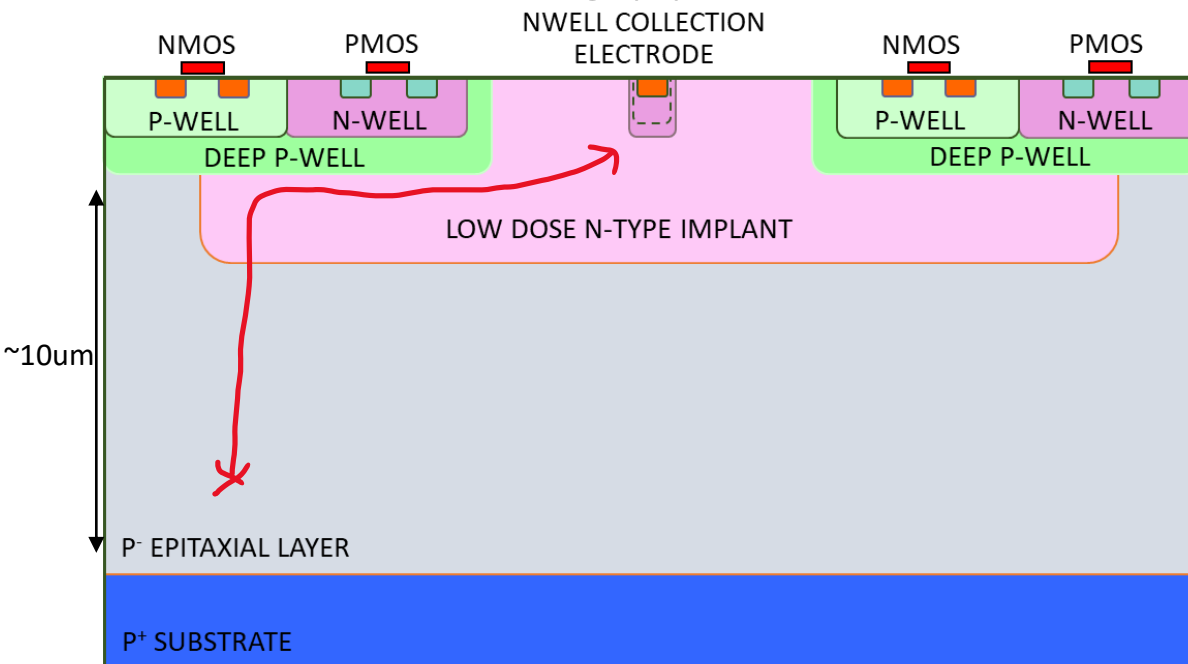 NWELL COLLECTION
ELECTRODE
NMOS
PMOS
NMOS
PMOS
P-WELL
N-WELL
P-WELL
N-WELL
DEEP P-WELL
DEEP P-WELL
LOW DOSE N-TYPE IMPLANT
~10um
P- EPITAXIAL LAYER
P+ SUBSTRATE